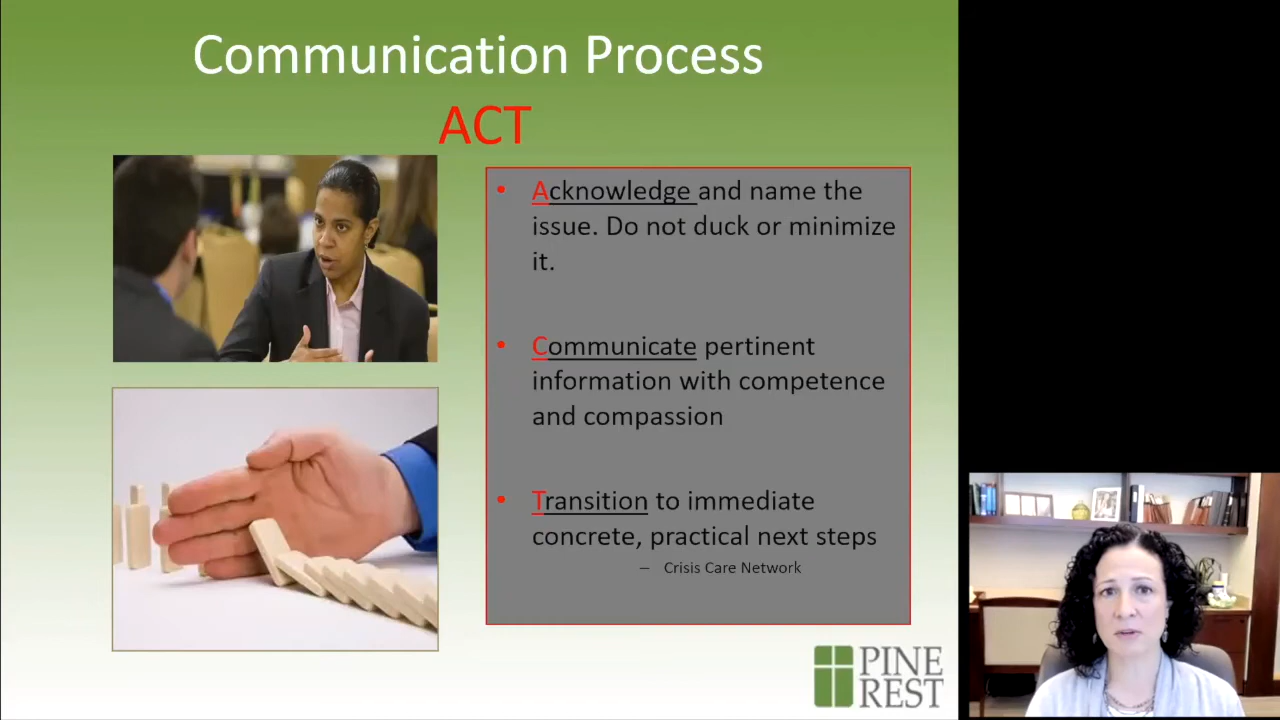 Communication Process
ACT
• Acknowledge and name the
issue. Do not duck or minimize
it.
• Communicate pertinent
information with competence
and compassion
• Transition to immediate
concrete, practical next steps
– Crisis Care Network
PINE
REST